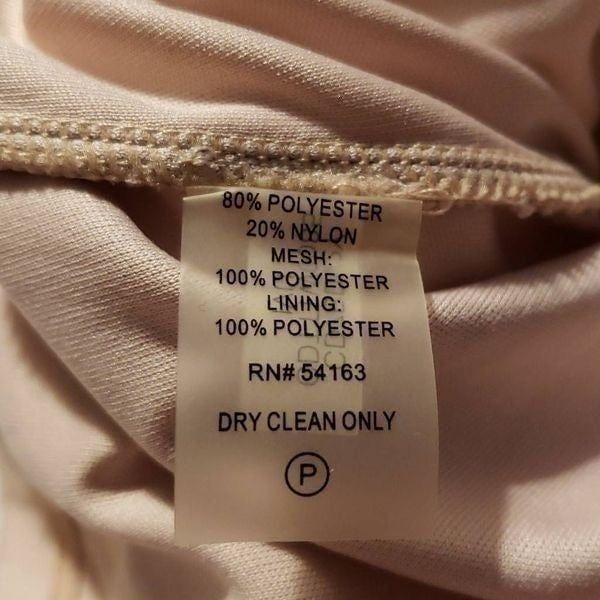 80% POLYESTER
20% NYLON
MESH:
100% POLYESTER
LINING:
100% POLYESTER
RN# 54163
DRY CLEAN ONLY
P